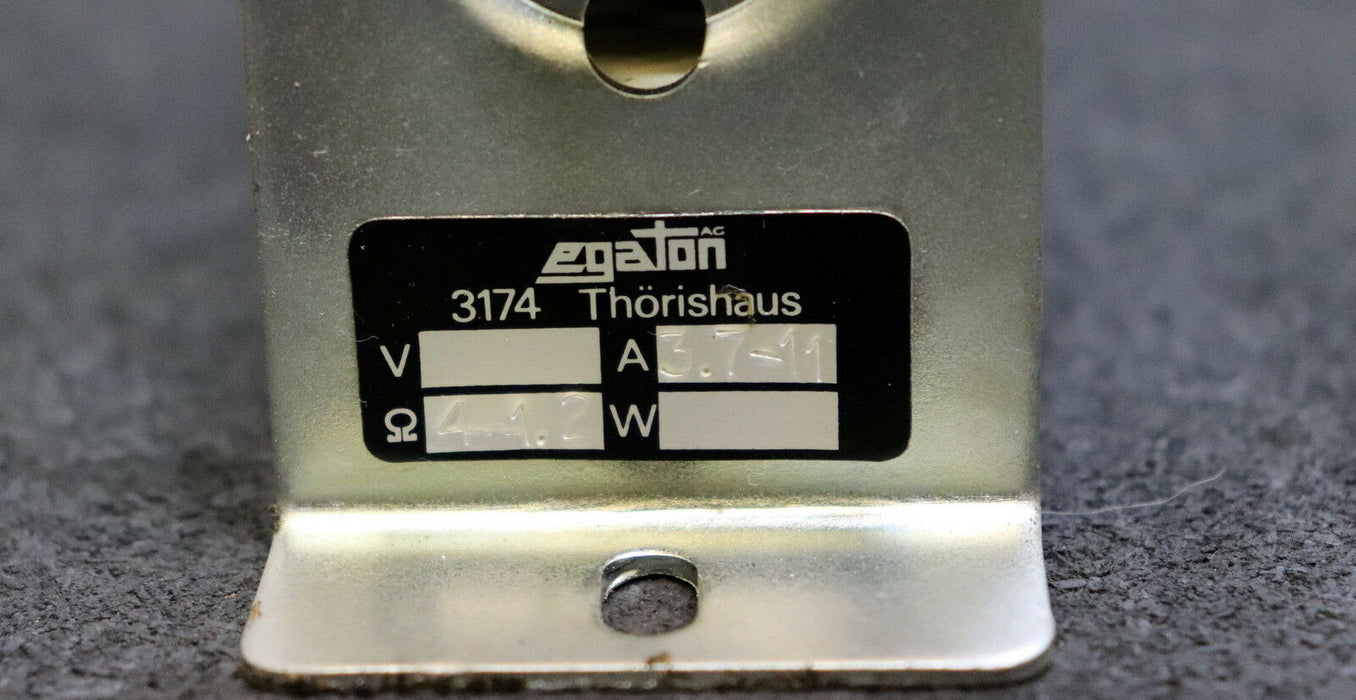 egaton AG
3174 Thörishaus
V A 3.7-11
Ω 4-1.2 W